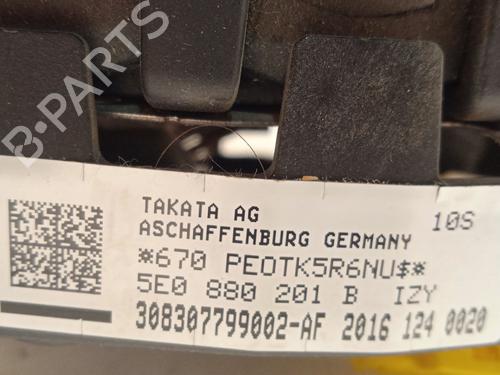 B-PARTS
TAKATA AG
ASCHAFFENBURG GERMANY
10S
*670 PEOTK5R6NU$*
5E0 880 201 B IZY
308307799002-AF 2016 124 0020